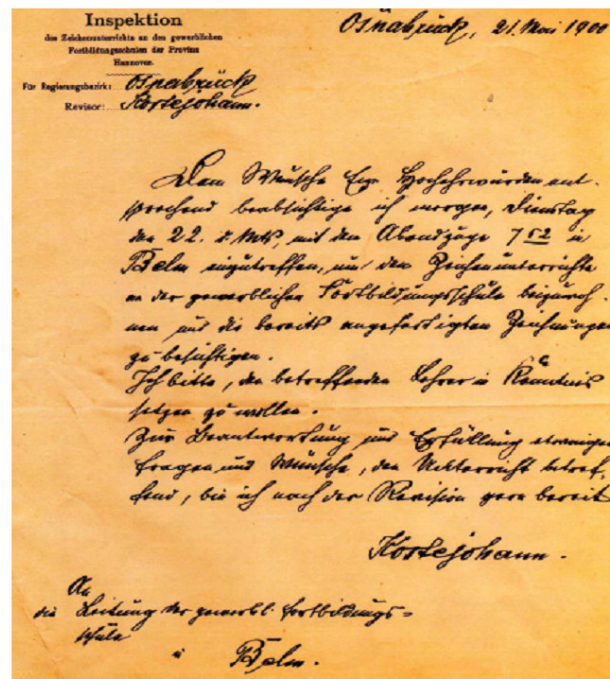 Inspektion
des Zeichenunterrichts an den gewerblichen
Fortbildungsschulen der Provinz
Hannover.
Für Regierungsbezirk: Osnabrück
Revisor: Kostejohann.
Osnabrück, 21. Mai 1900
Dem Wunsche Ew. Hochehrwürden ent-
sprechend beabsichtige ich morgen, Dienstag
den 22. d. Mts, mit dem Abendzuge 7 52 in
Belm einzutreffen, um dem Zeichenunterrichte
an der gewerblichen Fortbildungsschule beizuwoh-
nen und die bereits angefertigten Zeichnungen
zu besichtigen.
Ich bitte, den betreffenden Lehrer in Kenntnis
setzen zu wollen.
Zur Beantwortung und Erfüllung etwaiger
Fragen und Wünsche, den Unterricht betref-
fend, bin ich nach der Revision gern bereit
Kostejohann.
An
die Leitung der gewerbl. Fortbildungs=
schule
in Belm.